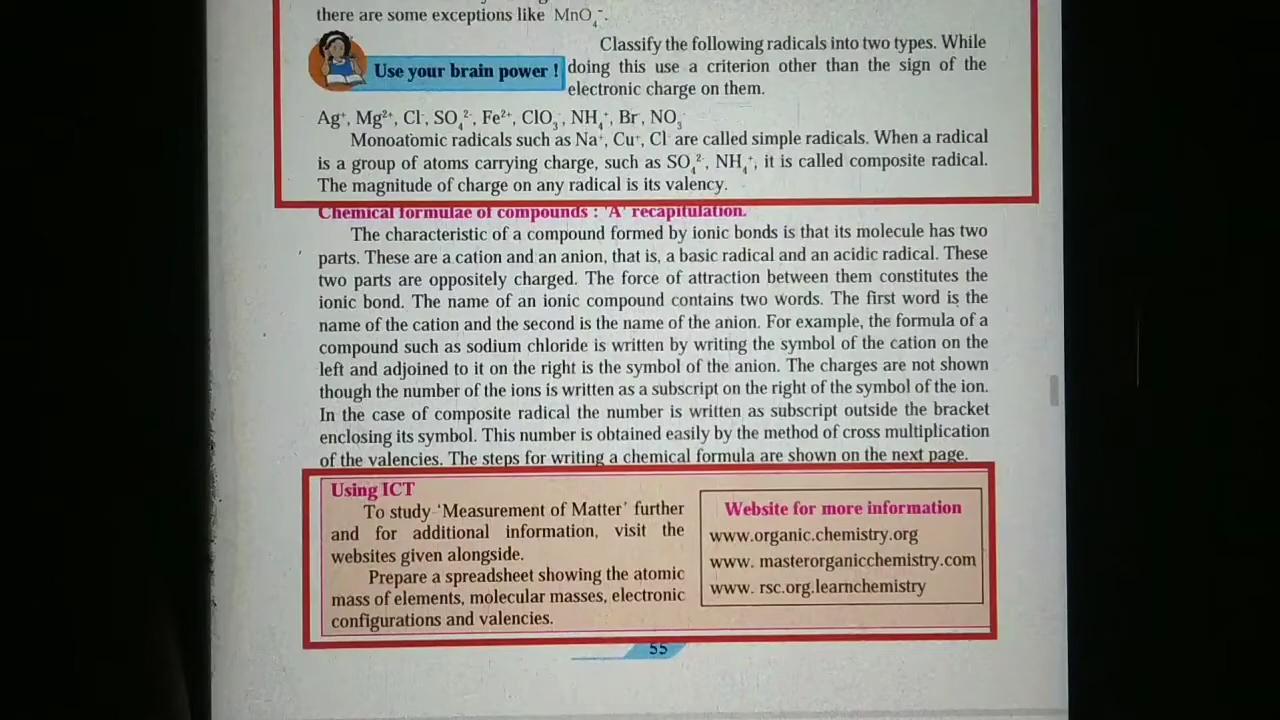 there are some exceptions like MnO₄⁻.
Classify the following radicals into two types. While
Use your brain power !
doing this use a criterion other than the sign of the
electronic charge on them.
Ag⁺, Mg²⁺, Cl⁻, SO₄²⁻, Fe²⁺, ClO₃⁻, NH₄⁺, Br⁻, NO₃⁻
Monoatomic radicals such as Na⁺, Cu⁺, Cl⁻ are called simple radicals. When a radical
is a group of atoms carrying charge, such as SO₄²⁻, NH₄⁺, it is called composite radical.
The magnitude of charge on any radical is its valency.
Chemical formulae of compounds : 'A' recapitulation.
The characteristic of a compound formed by ionic bonds is that its molecule has two
parts. These are a cation and an anion, that is, a basic radical and an acidic radical. These
two parts are oppositely charged. The force of attraction between them constitutes the
ionic bond. The name of an ionic compound contains two words. The first word is the
name of the cation and the second is the name of the anion. For example, the formula of a
compound such as sodium chloride is written by writing the symbol of the cation on the
left and adjoined to it on the right is the symbol of the anion. The charges are not shown
though the number of the ions is written as a subscript on the right of the symbol of the ion.
In the case of composite radical the number is written as subscript outside the bracket
enclosing its symbol. This number is obtained easily by the method of cross multiplication
of the valencies. The steps for writing a chemical formula are shown on the next page.
Using ICT
To study 'Measurement of Matter' further
and for additional information, visit the
websites given alongside.
Prepare a spreadsheet showing the atomic
mass of elements, molecular masses, electronic
configurations and valencies.
Website for more information
www.organic.chemistry.org
www. masterorganicchemistry.com
www. rsc.org.learnchemistry
55